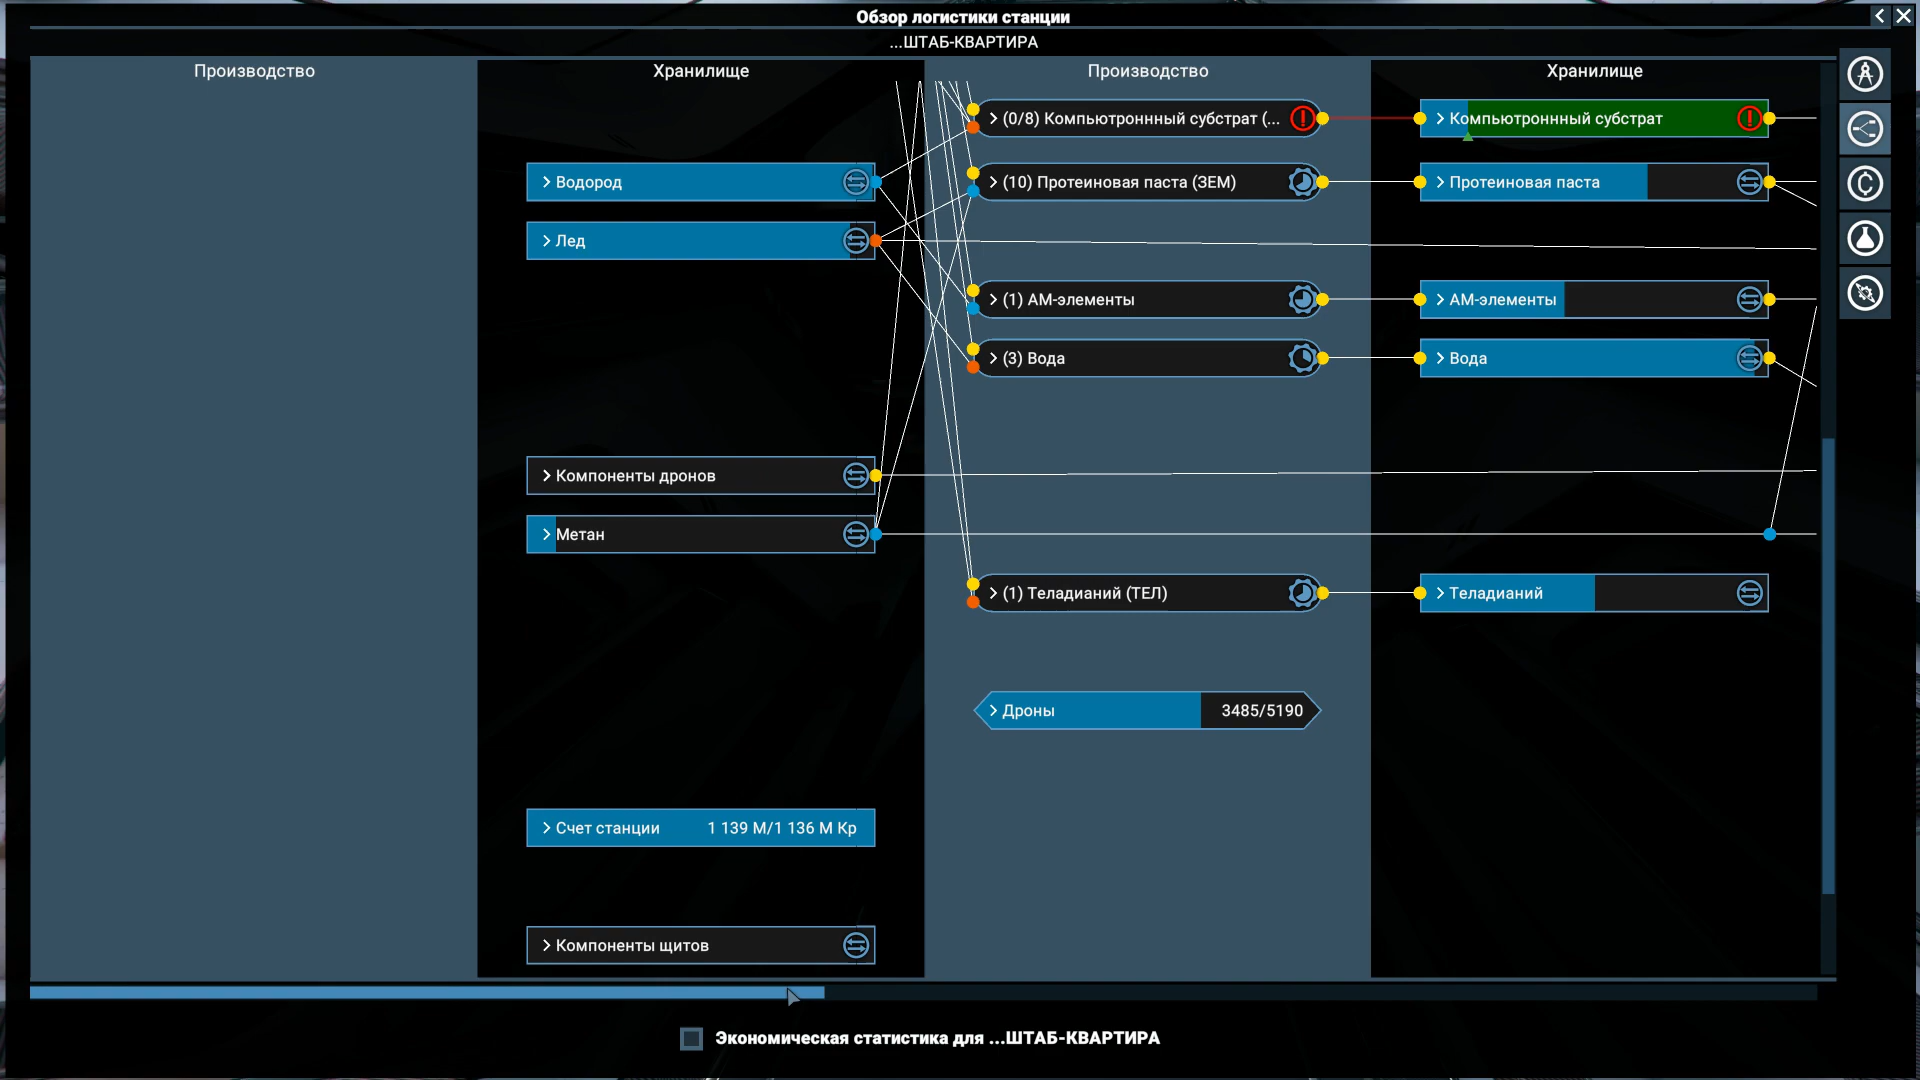 Обзор логистики станции
...ШТАБ-КВАРТИРА
Производство
Хранилище
Производство
Хранилище
(0/8) Компьютроннный субстрат (...
Компьютроннный субстрат
Водород
(10) Протеиновая паста (ЗЕМ)
Протеиновая паста
Лед
(1) АМ-элементы
АМ-элементы
(3) Вода
Вода
Компоненты дронов
Метан
(1) Теладианий (ТЕЛ)
Теладианий
Дроны 3485/5190
Счет станции 1 139 М/1 136 М Кр
Компоненты щитов
Экономическая статистика для ...ШТАБ-КВАРТИРА